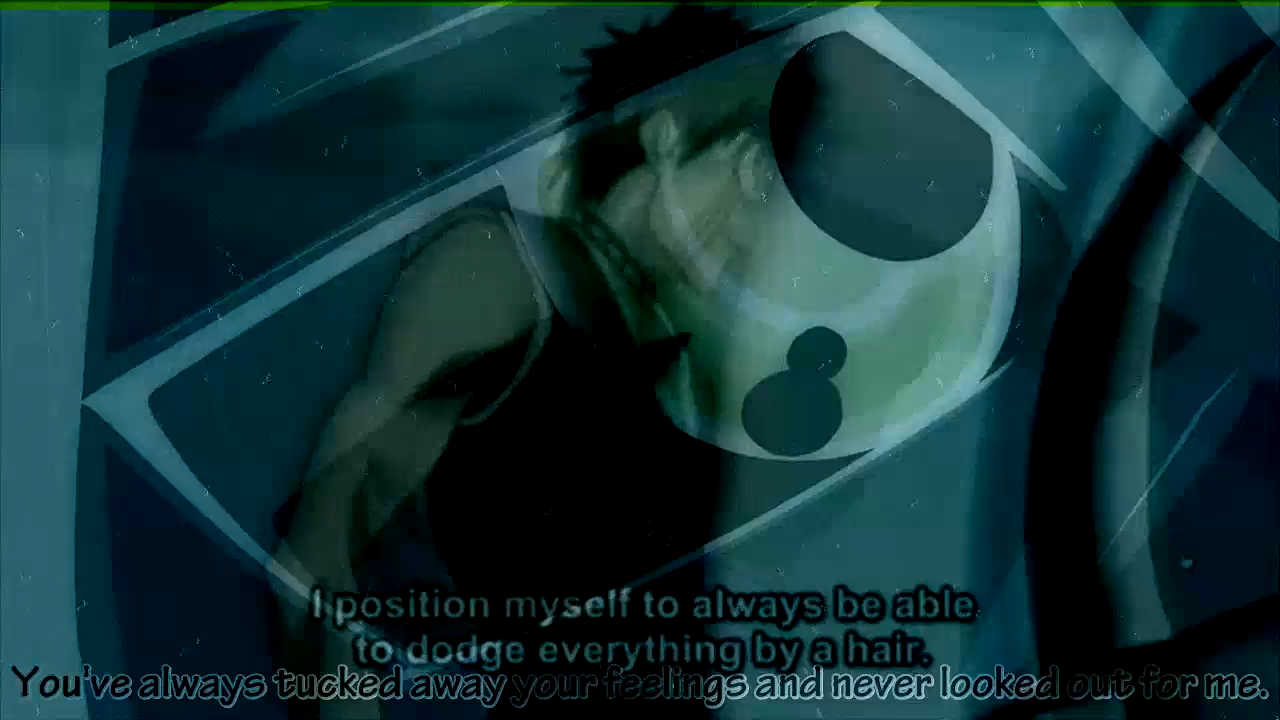 I position myself to always be able
to dodge everything by a hair.
You've always tucked away your feelings and never looked out for me.